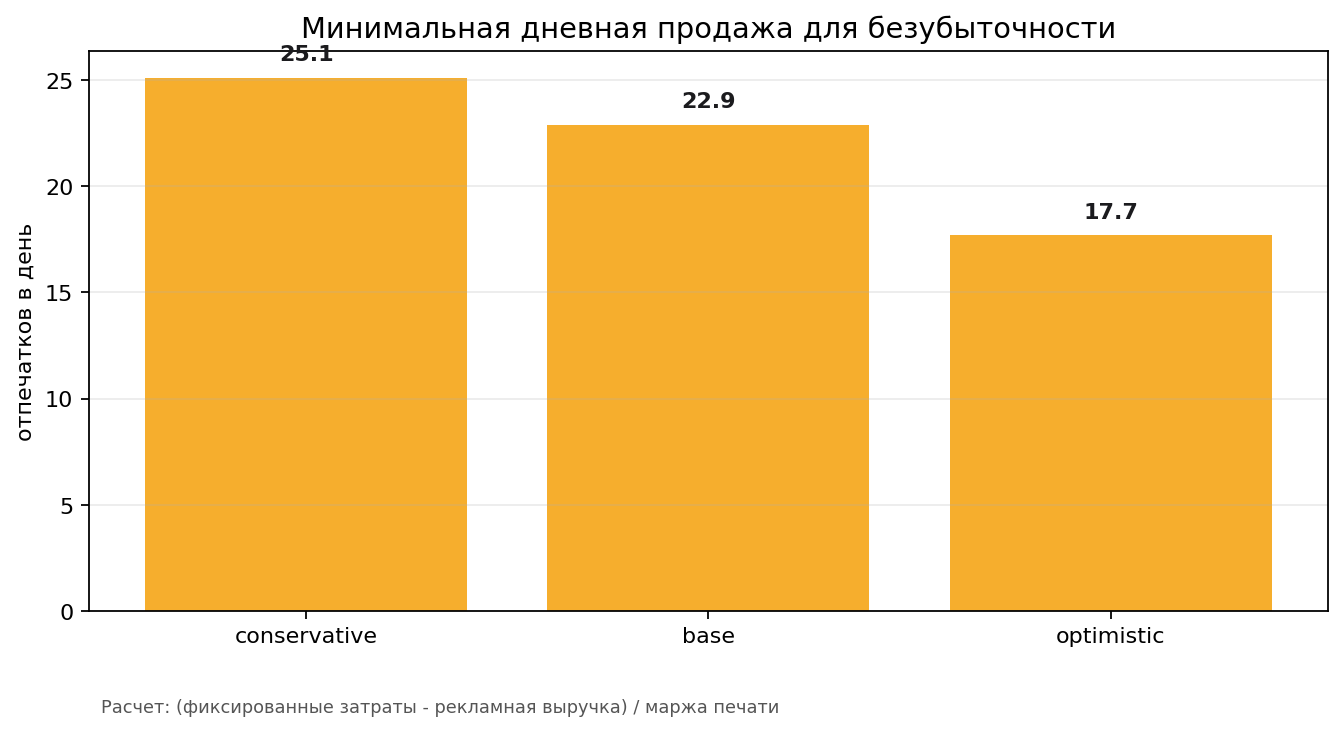 Минимальная дневная продажа для безубыточности
25.1
22.9
17.7
25
20
15
10
5
0
отпечатков в день
conservative
base
optimistic
Расчет: (фиксированные затраты - рекламная выручка) / маржа печати